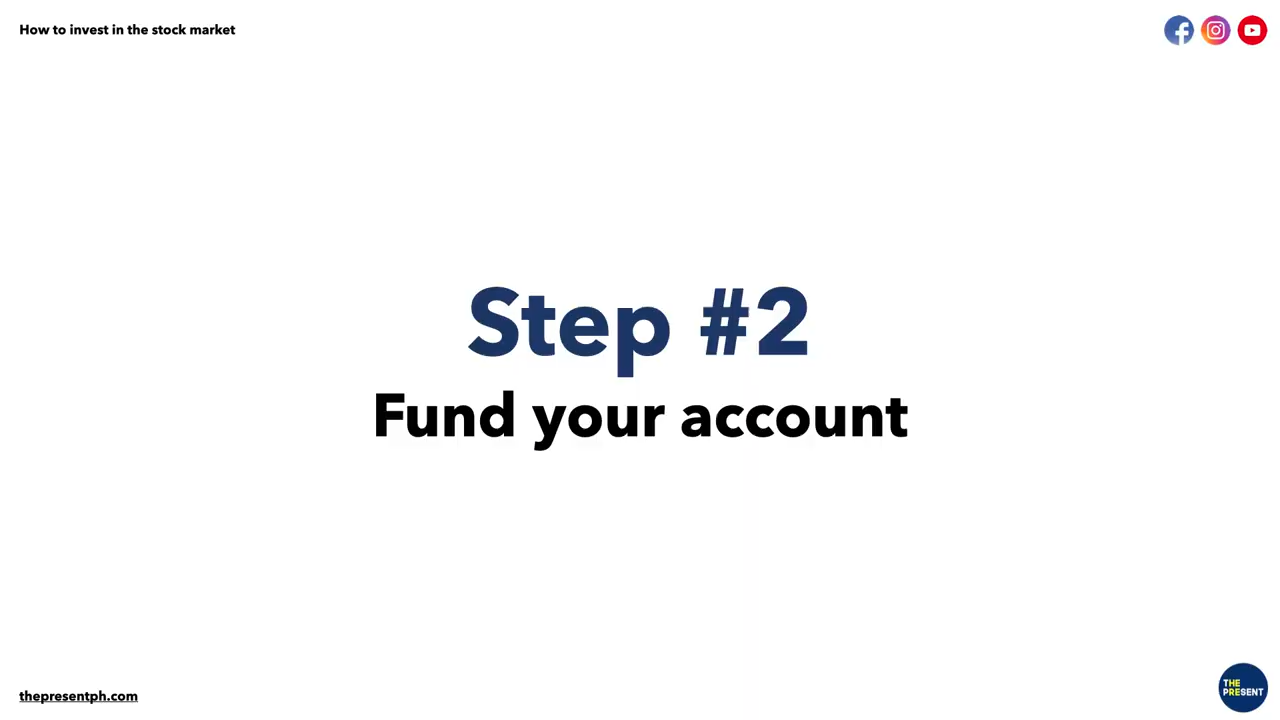 How to invest in the stock market
Step #2
Fund your account
thepresentph.com
THE
PRESENT